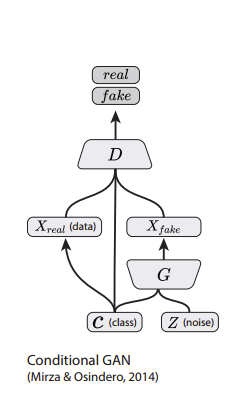 real
fake
D
X_real (data)
X_fake
G
C (class)
Z (noise)
Conditional GAN
(Mirza & Osindero, 2014)